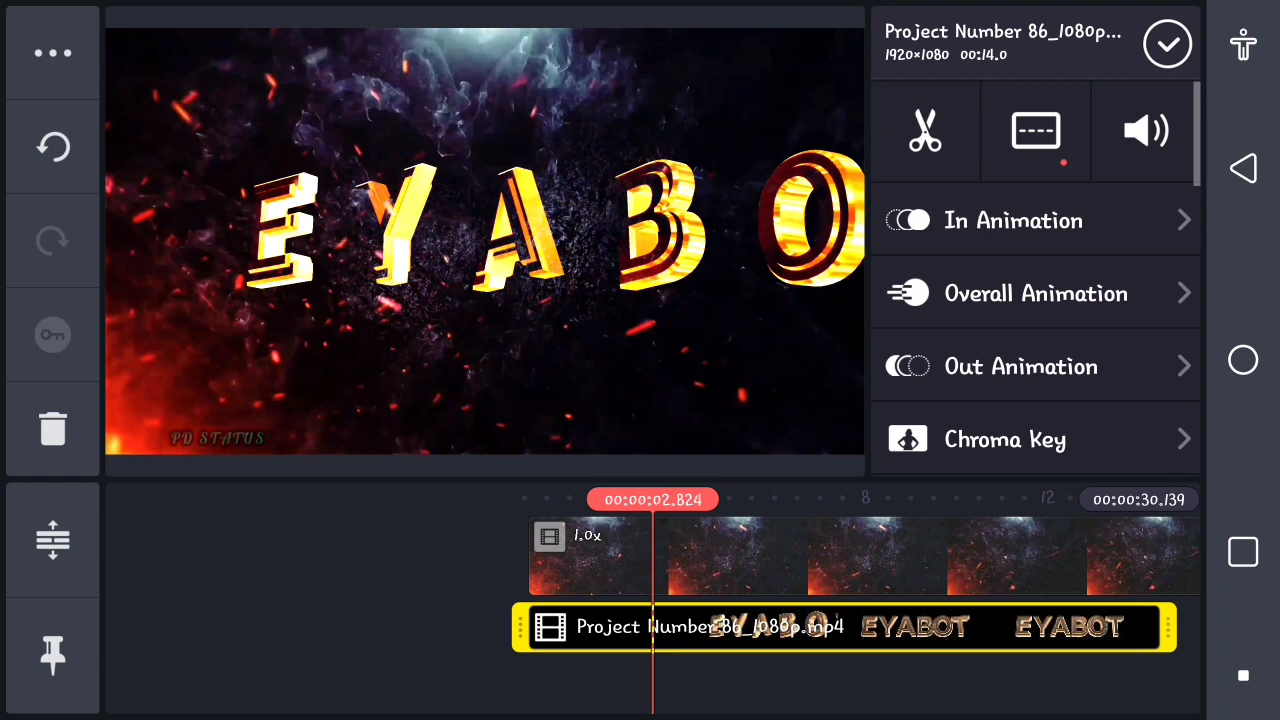 Project Number 86_1080p...
1920×1080 00:14.0
EYABO
PD STATUS
In Animation
Overall Animation
Out Animation
Chroma Key
00:00:02.824
8
12
00:00:30.139
1.0x
Project Number 86_1080p.mp4
EYABO EYABOT EYABOT